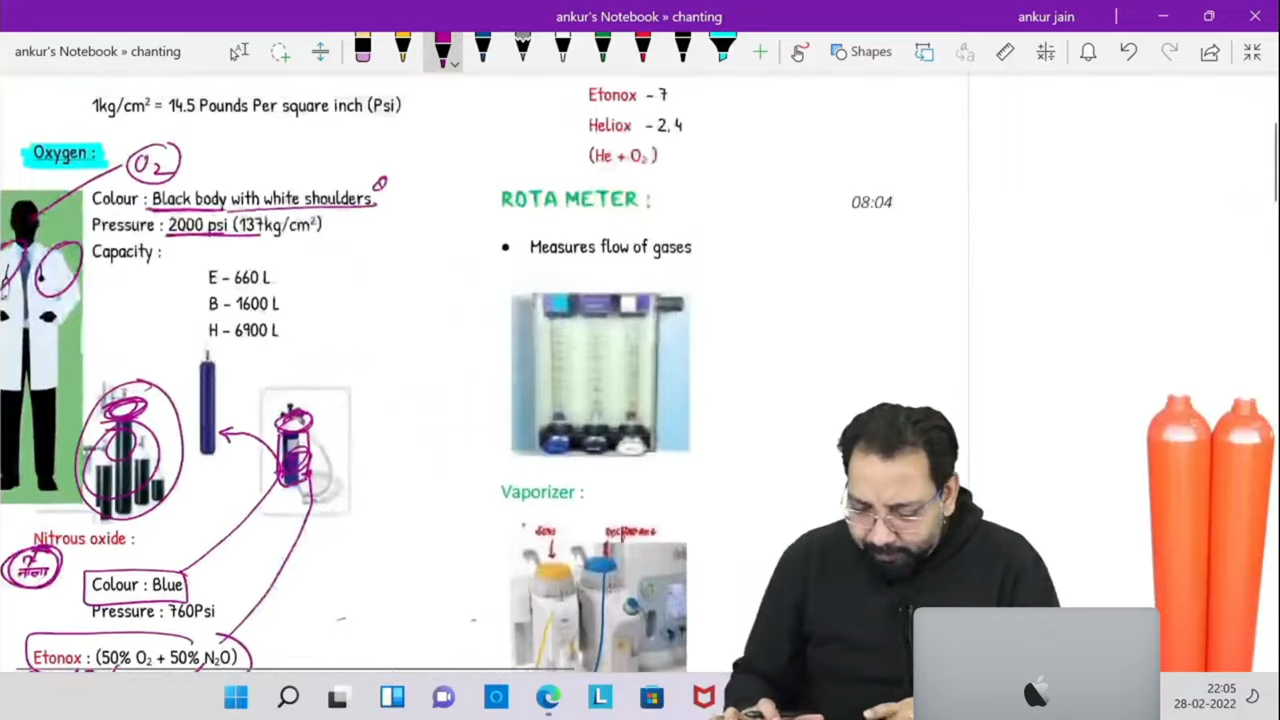 ankur's Notebook » chanting
ankur jain
ankur's Notebook » chanting
Shapes
1kg/cm² = 14.5 Pounds Per square inch (Psi)
Oxygen :
O₂
Colour : Black body with white shoulders.
Pressure : 2000 psi (137kg/cm²)
Capacity :
E - 660 L
B - 1600 L
H - 6900 L
Nitrous oxide :
नीला
Colour : Blue
Pressure : 760Psi
Etonox : (50% O₂ + 50% N₂O)
Etonox - 7
Heliox - 2, 4
(He + O₂)
ROTA METER :
08:04
• Measures flow of gases
Vaporizer :
22:05
28-02-2022